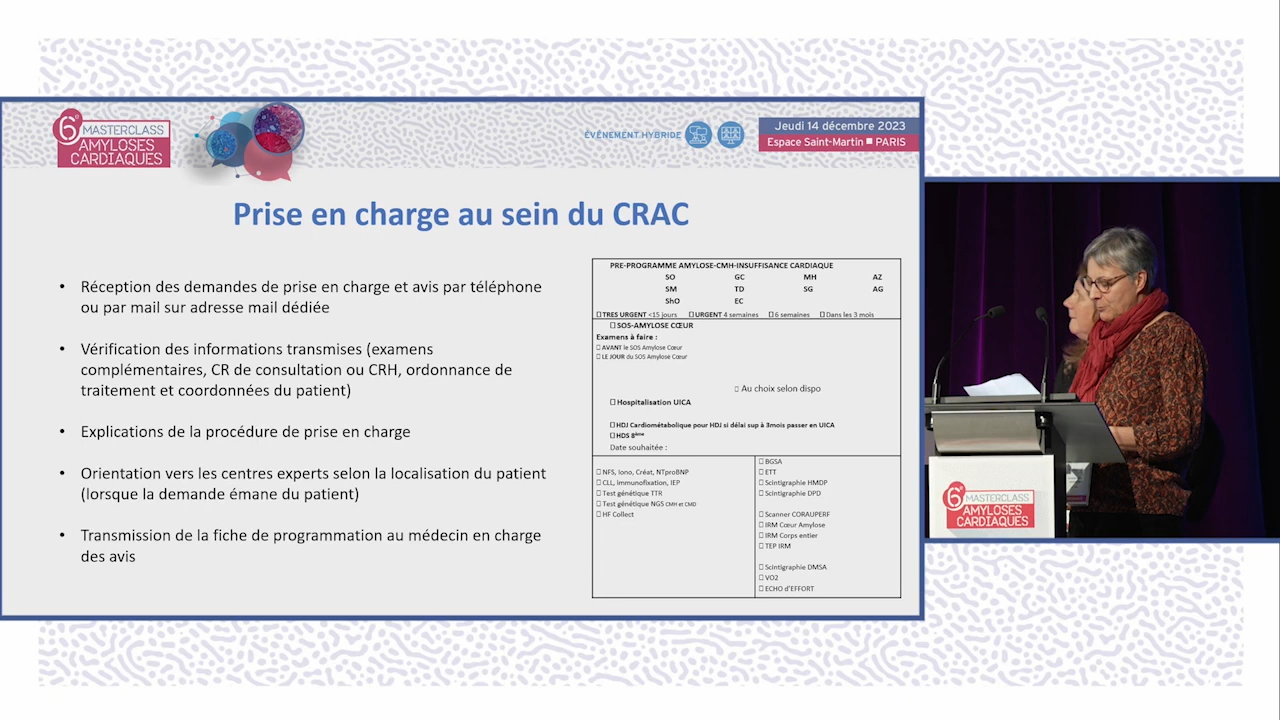 6e MASTERCLASS
AMYLOSES
CARDIAQUES
ÉVÉNEMENT HYBRIDE
Jeudi 14 décembre 2023
Espace Saint-Martin ■ PARIS
Prise en charge au sein du CRAC
• Réception des demandes de prise en charge et avis par téléphone
ou par mail sur adresse mail dédiée
• Vérification des informations transmises (examens
complémentaires, CR de consultation ou CRH, ordonnance de
traitement et coordonnées du patient)
• Explications de la procédure de prise en charge
• Orientation vers les centres experts selon la localisation du patient
(lorsque la demande émane du patient)
• Transmission de la fiche de programmation au médecin en charge
des avis
PRE-PROGRAMME AMYLOSE-CMH-INSUFFISANCE CARDIAQUE
SO GC MH AZ
SM TD SG AG
ShO EC
☐ TRES URGENT <15 jours ☐ URGENT 4 semaines ☐ 6 semaines ☐ Dans les 3 mois
☐ SOS-AMYLOSE CŒUR
Examens à faire :
☐ AVANT le SOS Amylose Cœur
☐ LE JOUR du SOS Amylose Cœur
☐ Au choix selon dispo
☐ Hospitalisation UICA
☐ HDJ Cardiométabolique pour HDJ si délai sup à 3mois passer en UICA
☐ HDS 8ème
Date souhaitée :
☐ NFS, Iono, Créat, NTproBNP
☐ CLL, immunofixation, IEP
☐ Test génétique TTR
☐ Test génétique NGS CMH et CMD
☐ HF Collect
☐ BGSA
☐ ETT
☐ Scintigraphie HMDP
☐ Scintigraphie DPD
☐ Scanner CORAUPERF
☐ IRM Cœur Amylose
☐ IRM Corps entier
☐ TEP IRM
☐ Scintigraphie DMSA
☐ VO2
☐ ECHO d'EFFORT
6e MASTERCLASS
AMYLOSES
CARDIAQUES